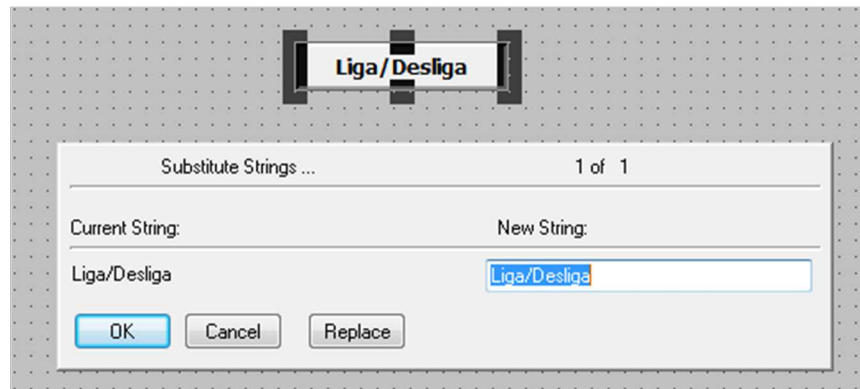 Liga/Desliga
Substitute Strings ... 1 of 1
Current String: New String:
Liga/Desliga Liga/Desliga
OK Cancel Replace